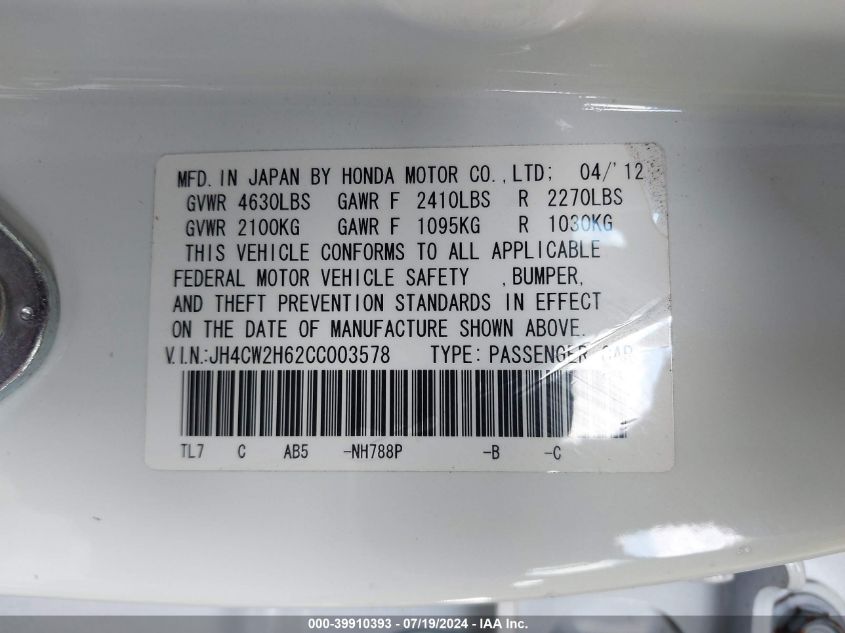 MFD. IN JAPAN BY HONDA MOTOR CO., LTD; 04/'12
GVWR 4630LBS GAWR F 2410LBS R 2270LBS
GVWR 2100KG GAWR F 1095KG R 1030KG
THIS VEHICLE CONFORMS TO ALL APPLICABLE
FEDERAL MOTOR VEHICLE SAFETY , BUMPER,
AND THEFT PREVENTION STANDARDS IN EFFECT
ON THE DATE OF MANUFACTURE SHOWN ABOVE.
V.I.N.:JH4CW2H62CC003578 TYPE: PASSENGER CAR
TL7 C AB5 -NH788P -B -C
000-39910393 - 07/19/2024 - IAA Inc.